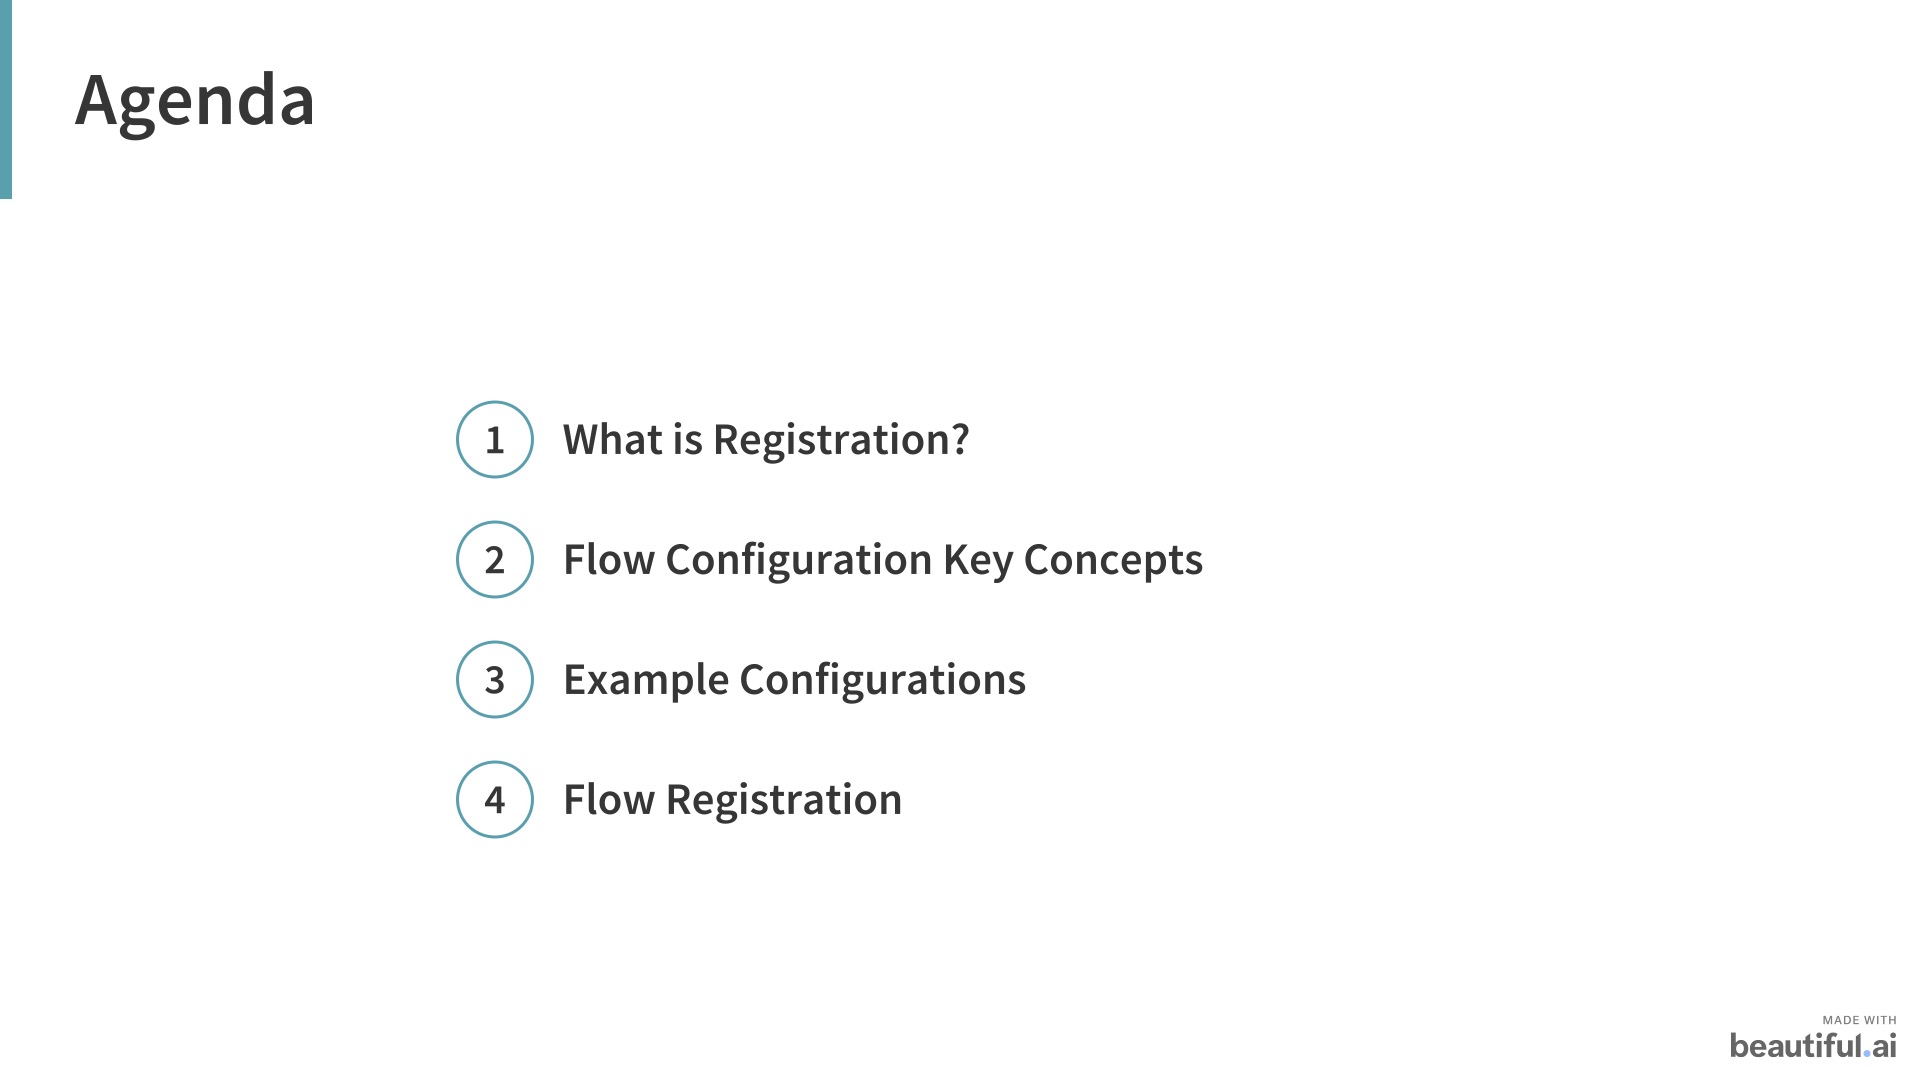 Agenda
1 What is Registration?
2 Flow Configuration Key Concepts
3 Example Configurations
4 Flow Registration
MADE WITH
beautiful.ai